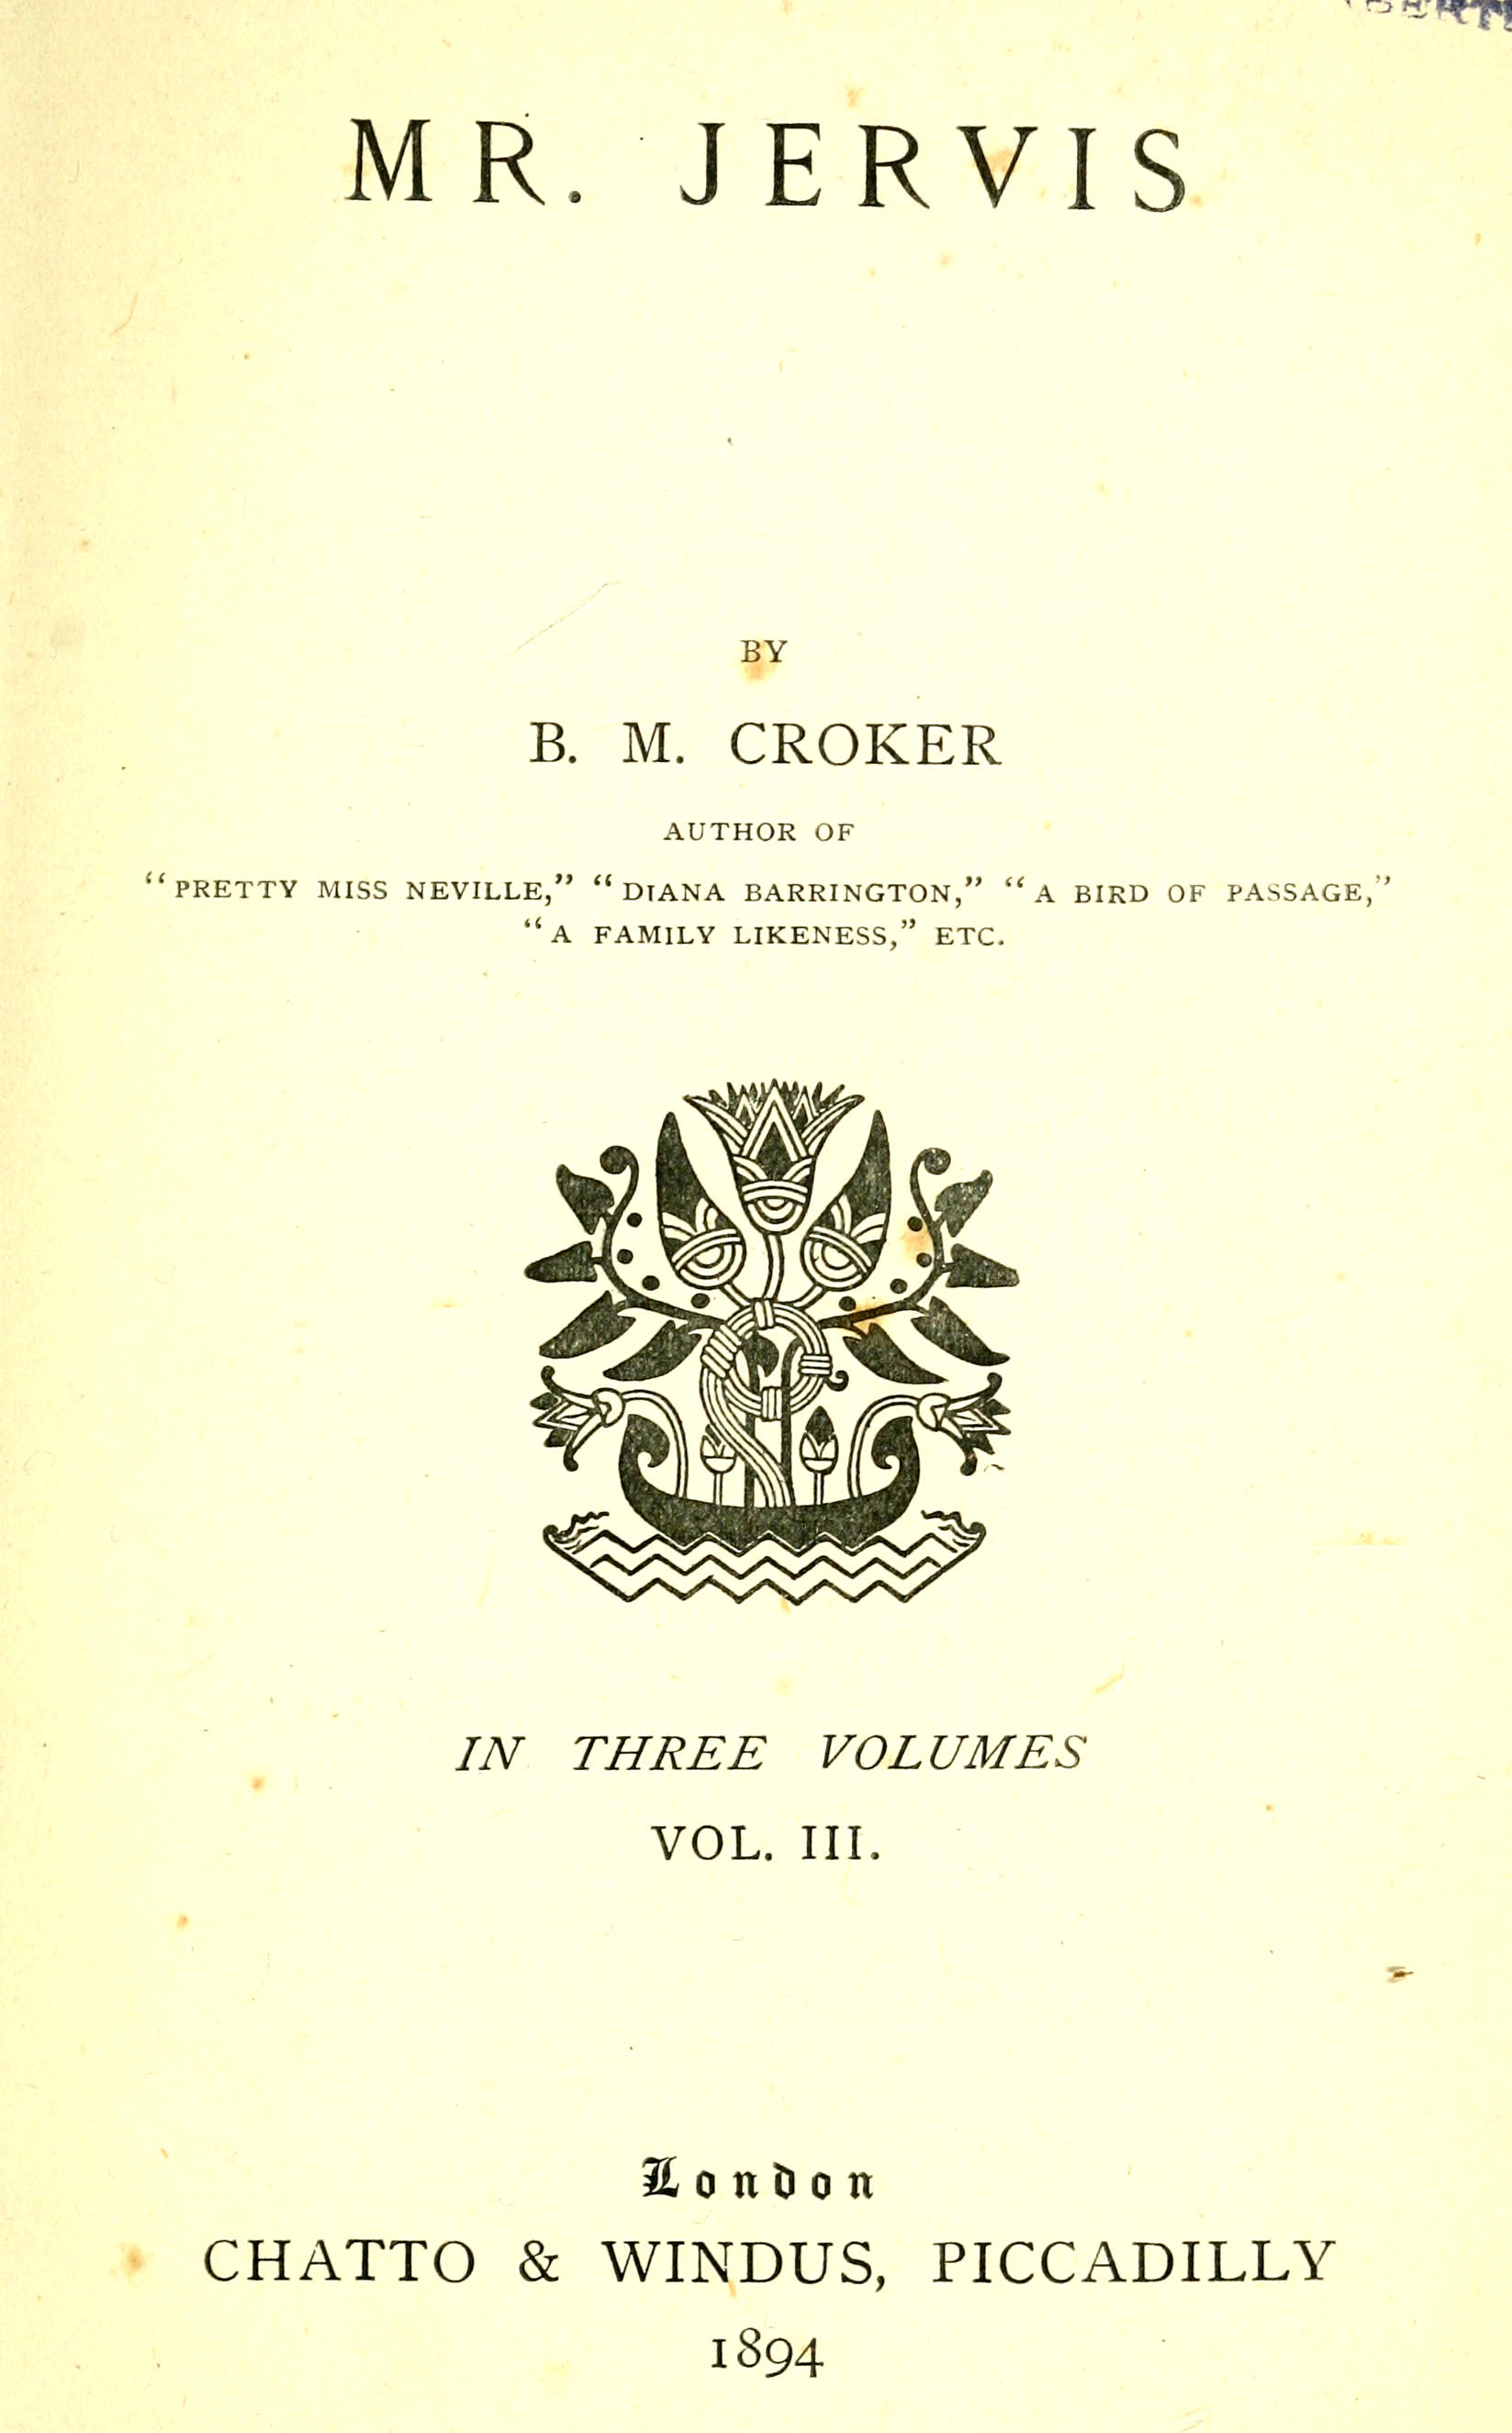 MR. JERVIS
BY
B. M. CROKER
AUTHOR OF
“PRETTY MISS NEVILLE,” “DIANA BARRINGTON,” “A BIRD OF PASSAGE,”
“A FAMILY LIKENESS,” ETC.
IN THREE VOLUMES
VOL. III.
London
CHATTO & WINDUS, PICCADILLY
1894